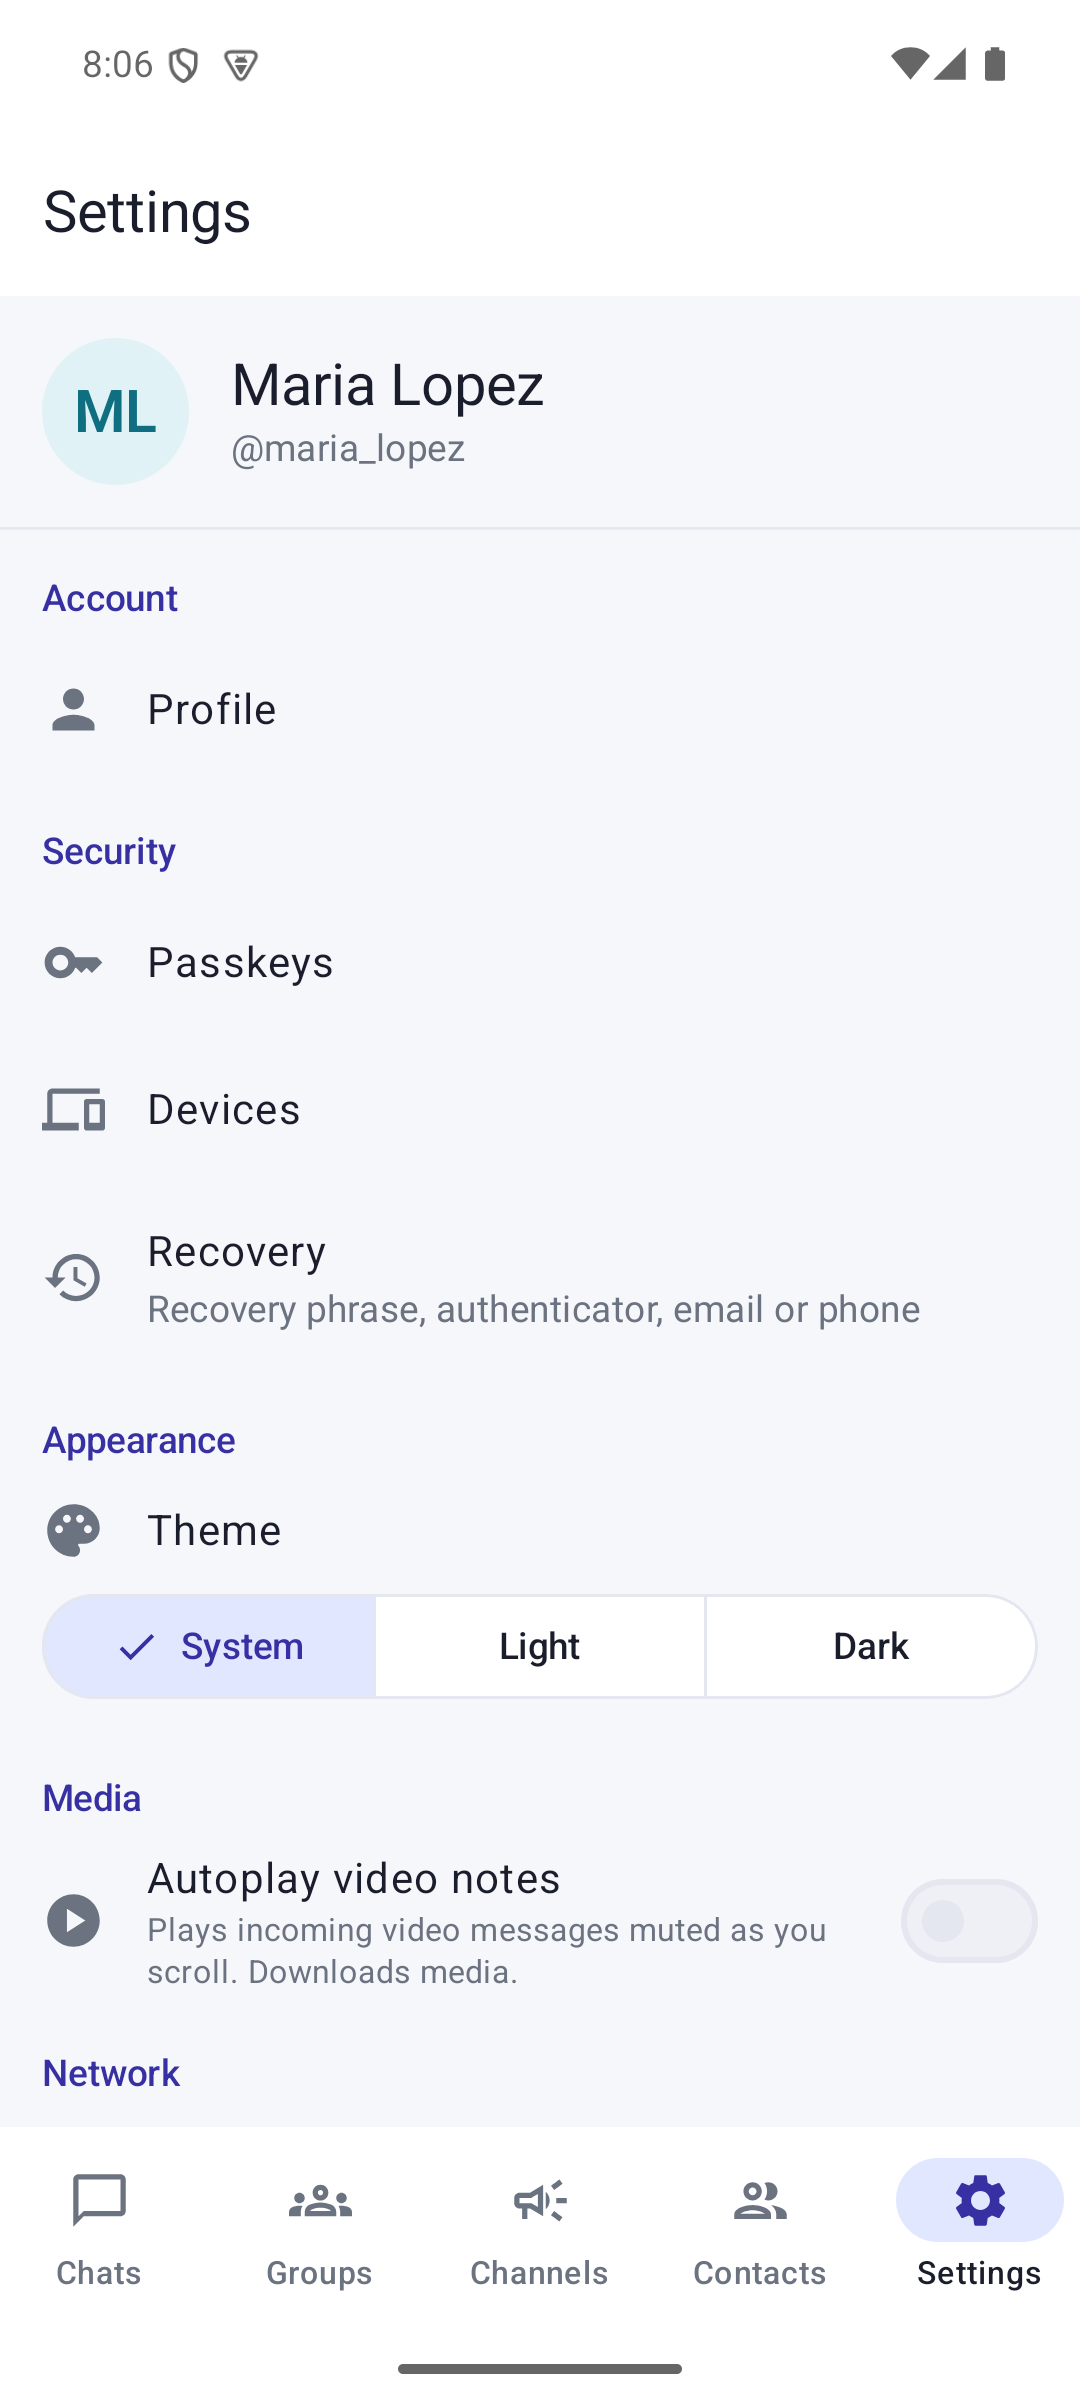 8:06
Settings
ML
Maria Lopez
@maria_lopez
Account
Profile
Security
Passkeys
Devices
Recovery
Recovery phrase, authenticator, email or phone
Appearance
Theme
System
Light
Dark
Media
Autoplay video notes
Plays incoming video messages muted as you
scroll. Downloads media.
Network
Chats
Groups
Channels
Contacts
Settings